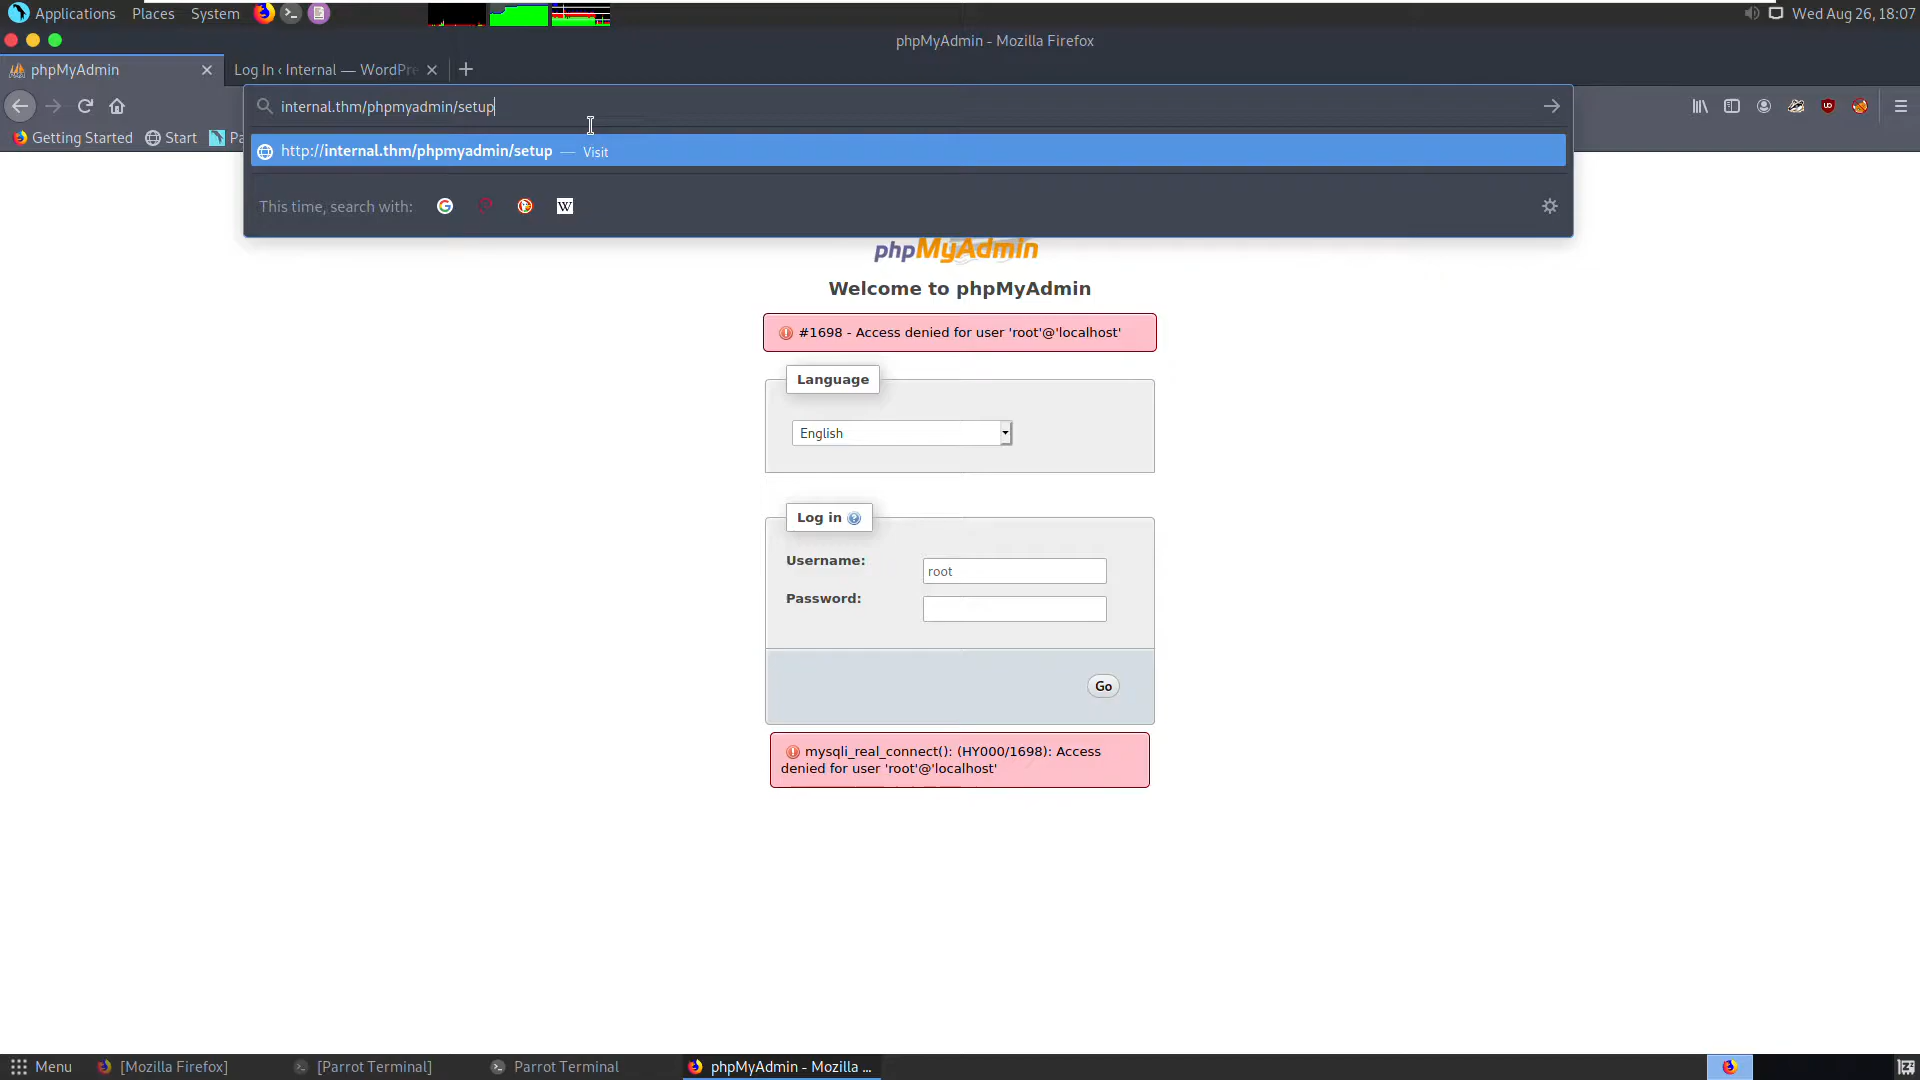 Applications Places System Wed Aug 26, 18:07
phpMyAdmin - Mozilla Firefox
phpMyAdmin Log In ‹ Internal — WordPre
internal.thm/phpmyadmin/setup
Getting Started Start Pa
http://internal.thm/phpmyadmin/setup — Visit
This time, search with: G W
phpMyAdmin
Welcome to phpMyAdmin
#1698 - Access denied for user 'root'@'localhost'
Language
English
Log in
Username: root
Password:
Go
mysqli_real_connect(): (HY000/1698): Access
denied for user 'root'@'localhost'
Menu [Mozilla Firefox] [Parrot Terminal] Parrot Terminal phpMyAdmin - Mozilla ...